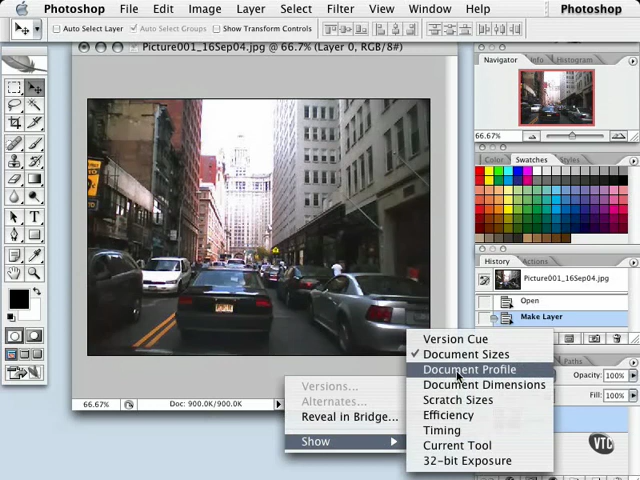 Photoshop File Edit Image Layer Select Filter View Window Photoshop
Auto Select Layer Auto Select Groups Show Transform Controls
Picture001_16Sep04.jpg @ 66.7% (Layer 0, RGB/8#)
Navigator Info Histogram
66.67%
Color Swatches Styles
History Actions
Picture001_16Sep04.jpg
Open
Make Layer
Paths
Opacity: 100%
Fill: 100%
66.67% Doc: 900.0K/900.0K
Versions...
Alternates...
Reveal in Bridge...
Show
Version Cue
Document Sizes
Document Profile
Document Dimensions
Scratch Sizes
Efficiency
Timing
Current Tool
32-bit Exposure
VTC